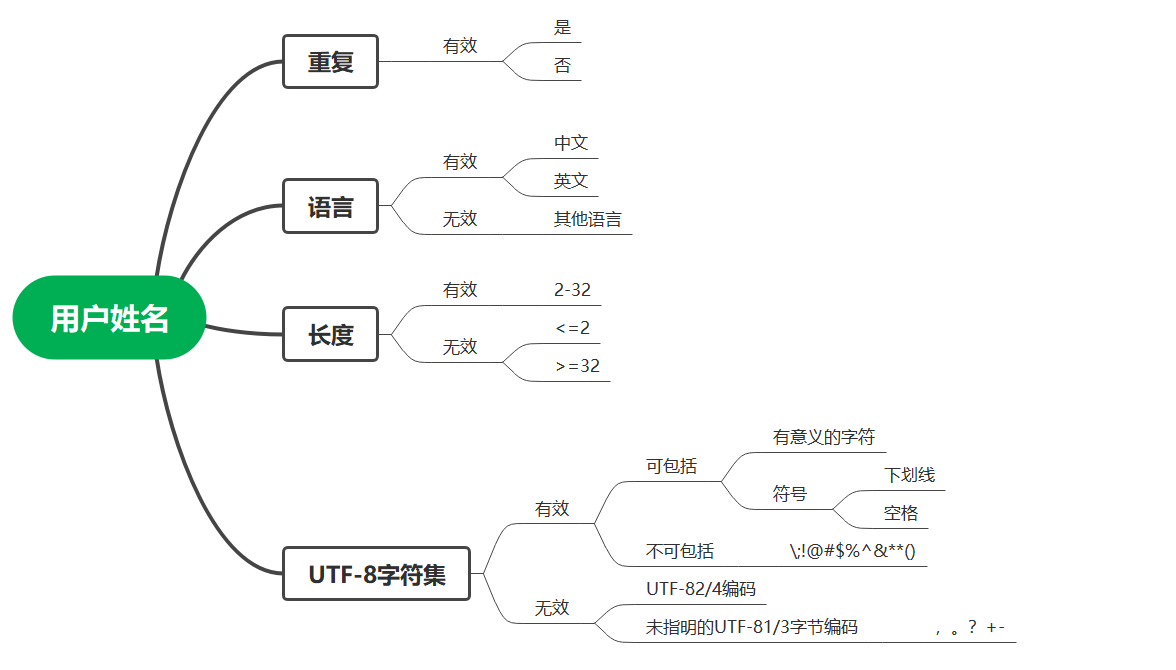 用户姓名
重复
有效
是
否
语言
有效
中文
英文
无效
其他语言
长度
有效
2-32
无效
<=2
>=32
UTF-8字符集
有效
可包括
有意义的字符
符号
下划线
空格
不可包括
\;!@#$%^&**()
无效
UTF-82/4编码
未指明的UTF-81/3字节编码
，。？+-